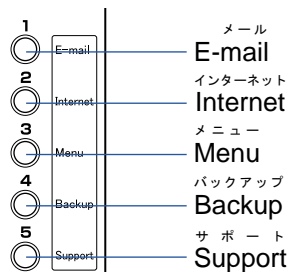 1
E-mail
メール
E-mail
2
Internet
インターネット
Internet
3
Menu
メニュー
Menu
4
Backup
バックアップ
Backup
5
Support
サポート
Support